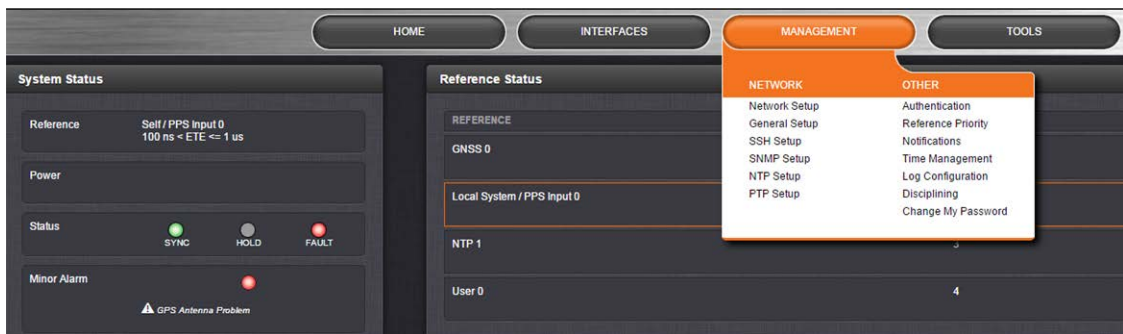 HOME
INTERFACES
MANAGEMENT
TOOLS
System Status
Reference
Self / PPS Input 0
100 ns < ETE <= 1 us
Power
Status
SYNC
HOLD
FAULT
Minor Alarm
GPS Antenna Problem
Reference Status
REFERENCE
GNSS 0
Local System / PPS Input 0
NTP 1
3
User 0
4
NETWORK
Network Setup
General Setup
SSH Setup
SNMP Setup
NTP Setup
PTP Setup
OTHER
Authentication
Reference Priority
Notifications
Time Management
Log Configuration
Disciplining
Change My Password